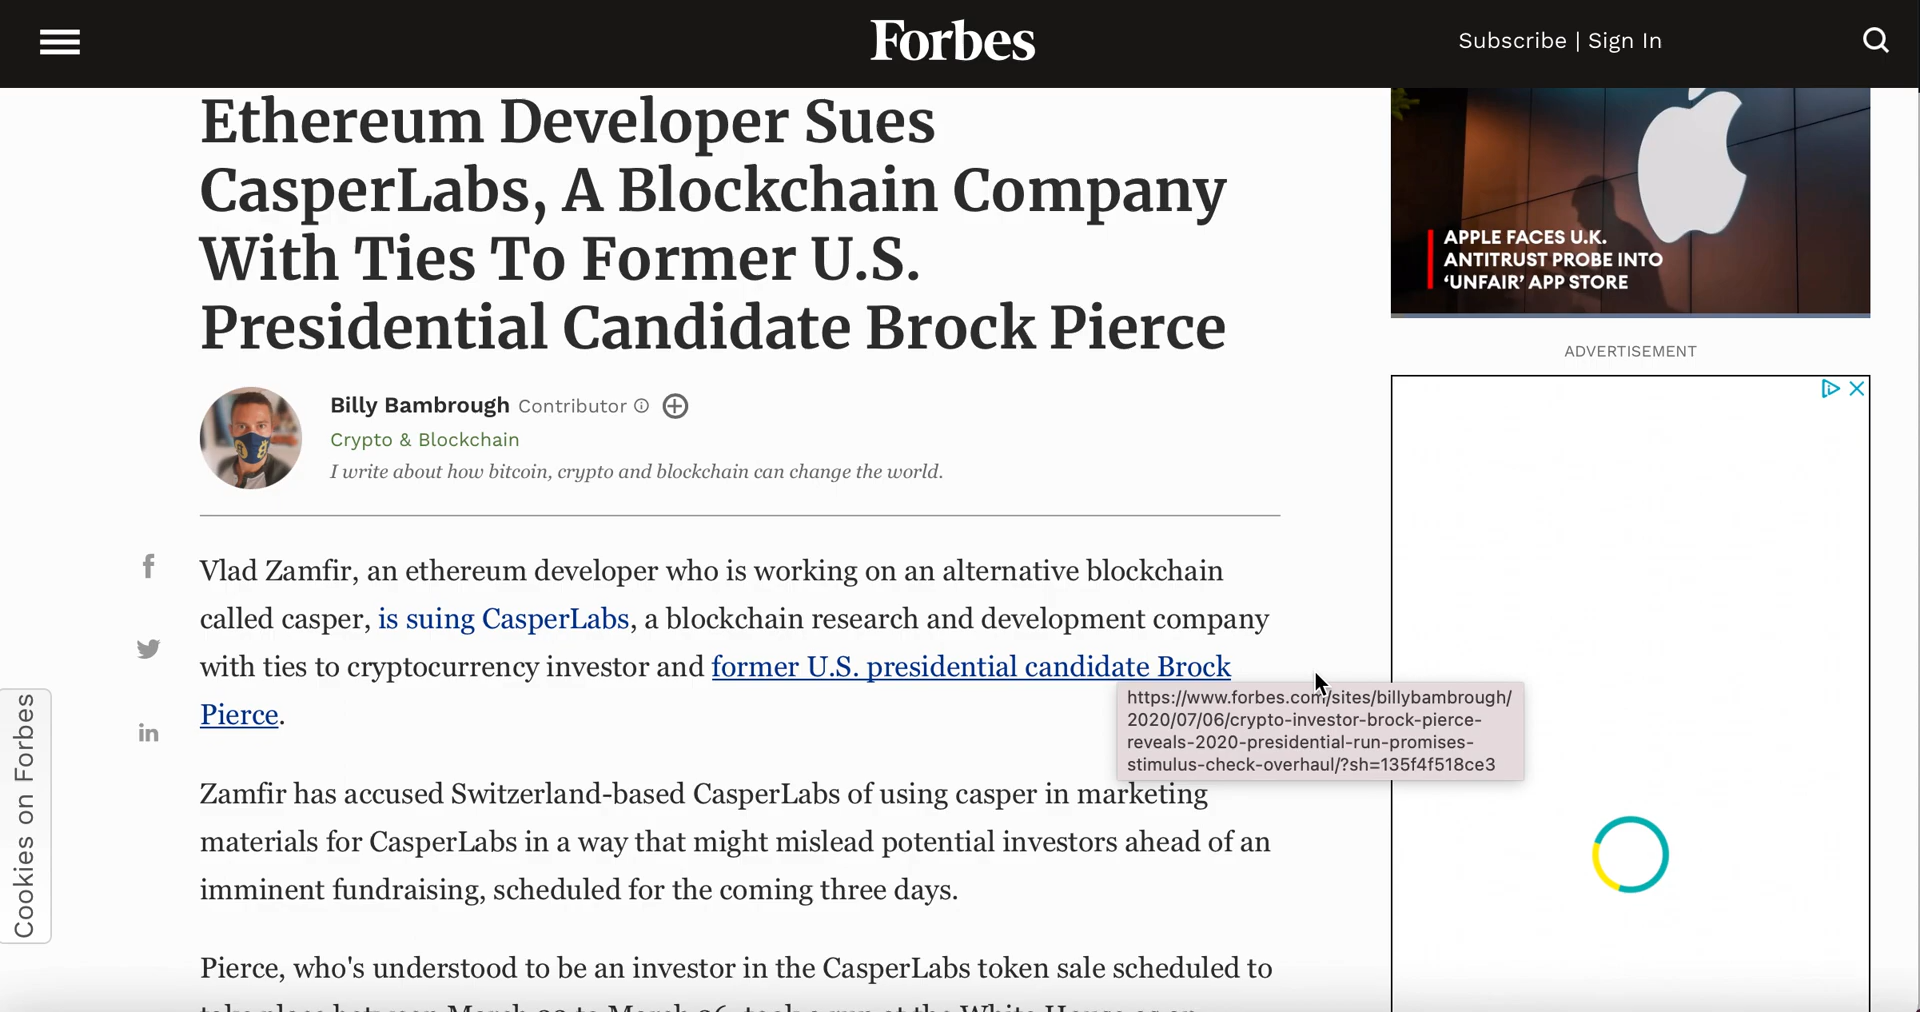 Forbes
Subscribe | Sign In
Ethereum Developer Sues
CasperLabs, A Blockchain Company
With Ties To Former U.S.
Presidential Candidate Brock Pierce
Billy Bambrough Contributor
Crypto & Blockchain
I write about how bitcoin, crypto and blockchain can change the world.
Vlad Zamfir, an ethereum developer who is working on an alternative blockchain
called casper, is suing CasperLabs, a blockchain research and development company
with ties to cryptocurrency investor and former U.S. presidential candidate Brock
Pierce.
https://www.forbes.com/sites/billybambrough/
2020/07/06/crypto-investor-brock-pierce-
reveals-2020-presidential-run-promises-
stimulus-check-overhaul/?sh=135f4f518ce3
Zamfir has accused Switzerland-based CasperLabs of using casper in marketing
materials for CasperLabs in a way that might mislead potential investors ahead of an
imminent fundraising, scheduled for the coming three days.
Pierce, who's understood to be an investor in the CasperLabs token sale scheduled to
APPLE FACES U.K.
ANTITRUST PROBE INTO
‘UNFAIR’ APP STORE
ADVERTISEMENT
Cookies on Forbes